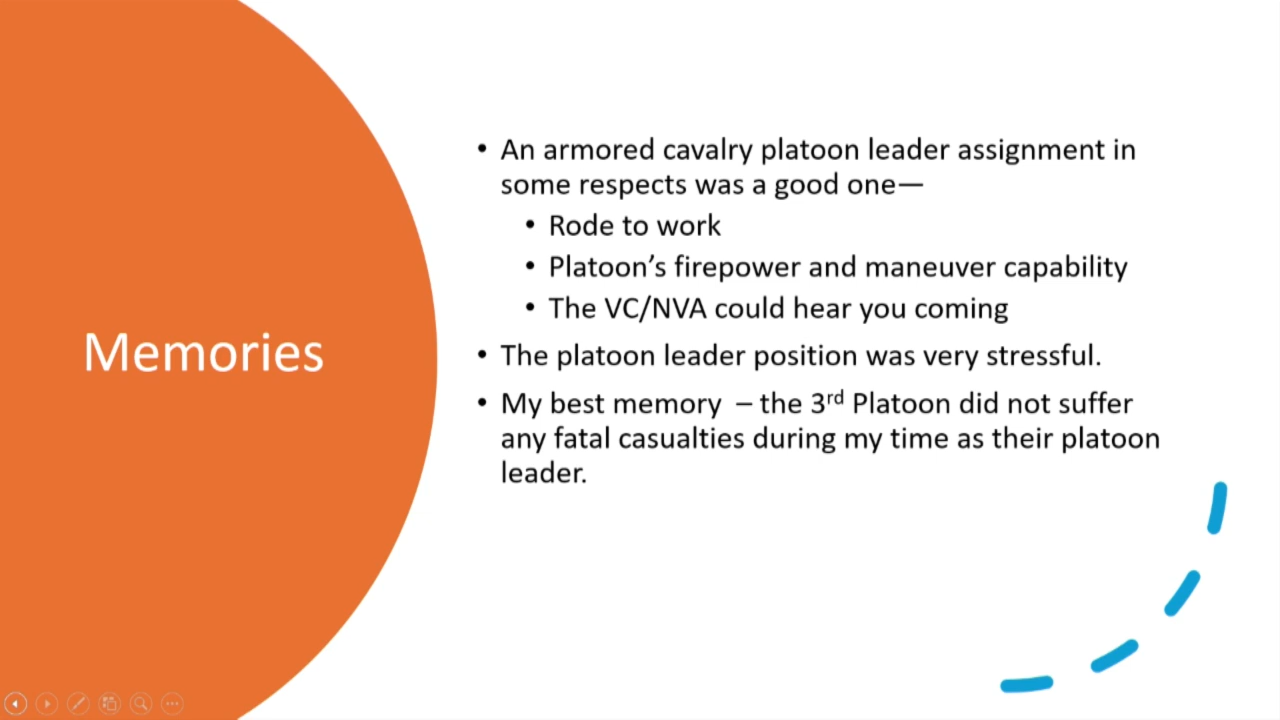 Memories
• An armored cavalry platoon leader assignment in
some respects was a good one—
• Rode to work
• Platoon’s firepower and maneuver capability
• The VC/NVA could hear you coming
• The platoon leader position was very stressful.
• My best memory – the 3rd Platoon did not suffer
any fatal casualties during my time as their platoon
leader.